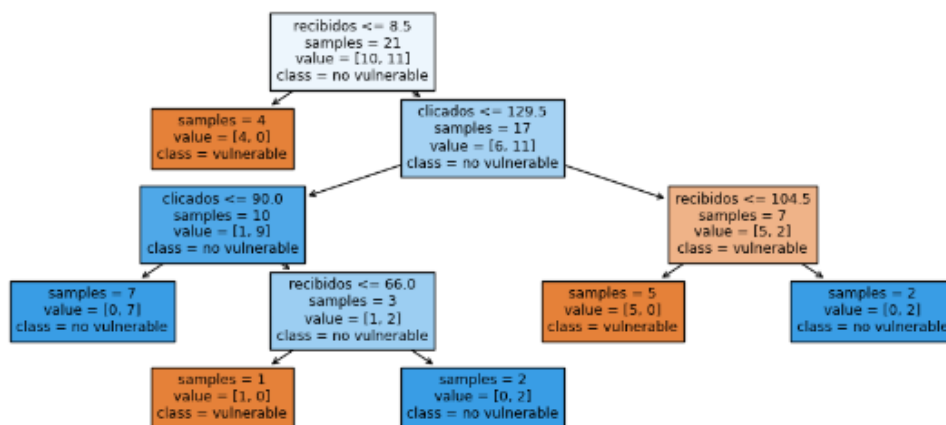 recibidos <= 8.5
samples = 21
value = [10, 11]
class = no vulnerable
samples = 4
value = [4, 0]
class = vulnerable
clicados <= 129.5
samples = 17
value = [6, 11]
class = no vulnerable
clicados <= 90.0
samples = 10
value = [1, 9]
class = no vulnerable
recibidos <= 104.5
samples = 7
value = [5, 2]
class = vulnerable
samples = 7
value = [0, 7]
class = no vulnerable
recibidos <= 66.0
samples = 3
value = [1, 2]
class = no vulnerable
samples = 5
value = [5, 0]
class = vulnerable
samples = 2
value = [0, 2]
class = no vulnerable
samples = 1
value = [1, 0]
class = vulnerable
samples = 2
value = [0, 2]
class = no vulnerable